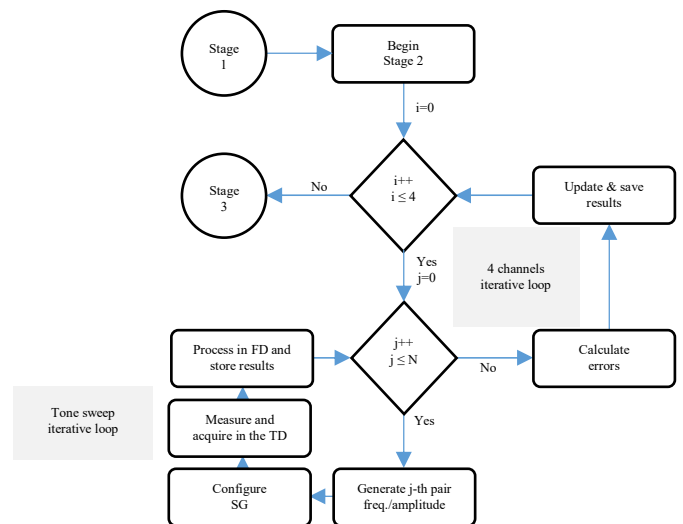 Stage
1
Begin
Stage 2
i=0
i++
i ≤ 4
No
Stage
3
Update & save
results
Yes
j=0
4 channels
iterative loop
Process in FD and
store results
j++
j ≤ N
No
Calculate
errors
Tone sweep
iterative loop
Measure and
acquire in the TD
Yes
Configure
SG
Generate j-th pair
freq./amplitude